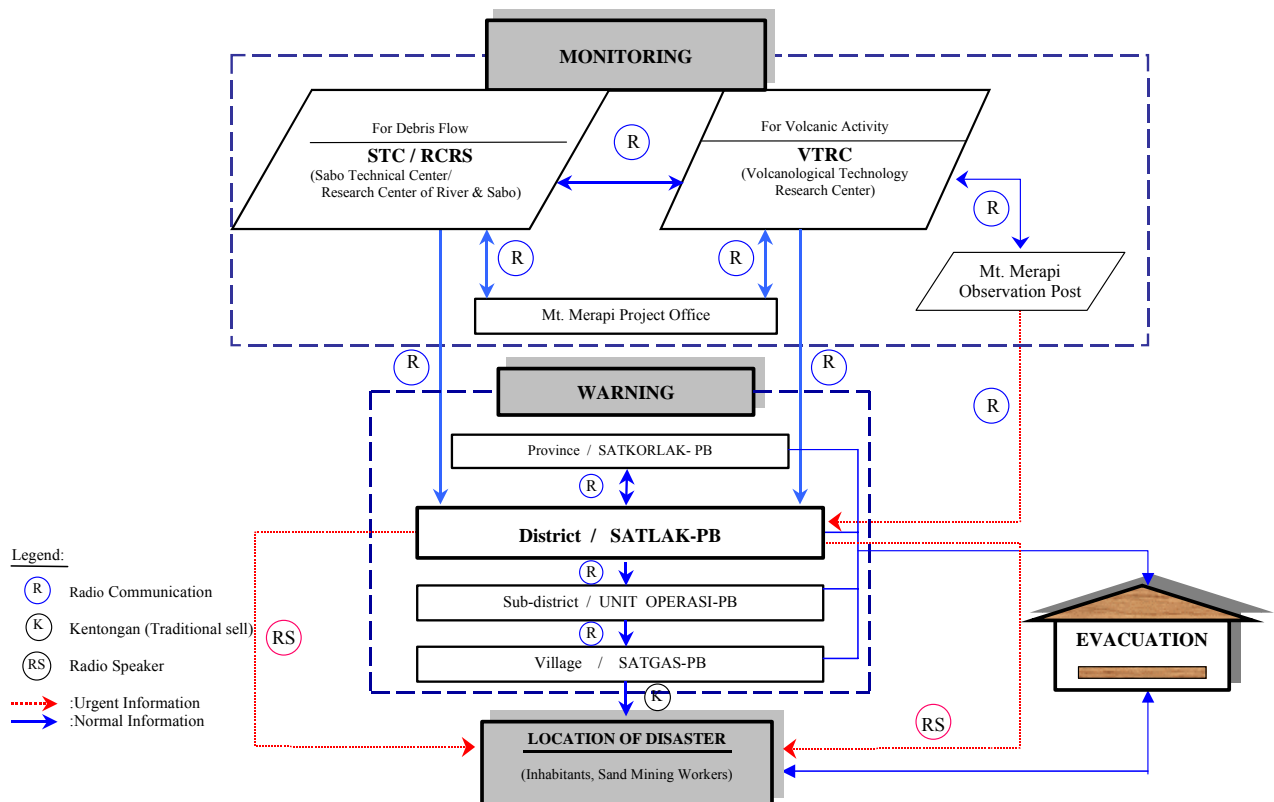 MONITORING
For Debris Flow
STC / RCRS
(Sabo Technical Center/
Research Center of River & Sabo)
R
For Volcanic Activity
VTRC
(Volcanological Technology
Research Center)
R
R
R
Mt. Merapi
Observation Post
Mt. Merapi Project Office
R
R
R
WARNING
Province / SATKORLAK- PB
R
District / SATLAK-PB
R
Sub-district / UNIT OPERASI-PB
R
Village / SATGAS-PB
K
RS
RS
LOCATION OF DISASTER
(Inhabitants, Sand Mining Workers)
EVACUATION
Legend:
R Radio Communication
K Kentongan (Traditional sell)
RS Radio Speaker
:Urgent Information
:Normal Information